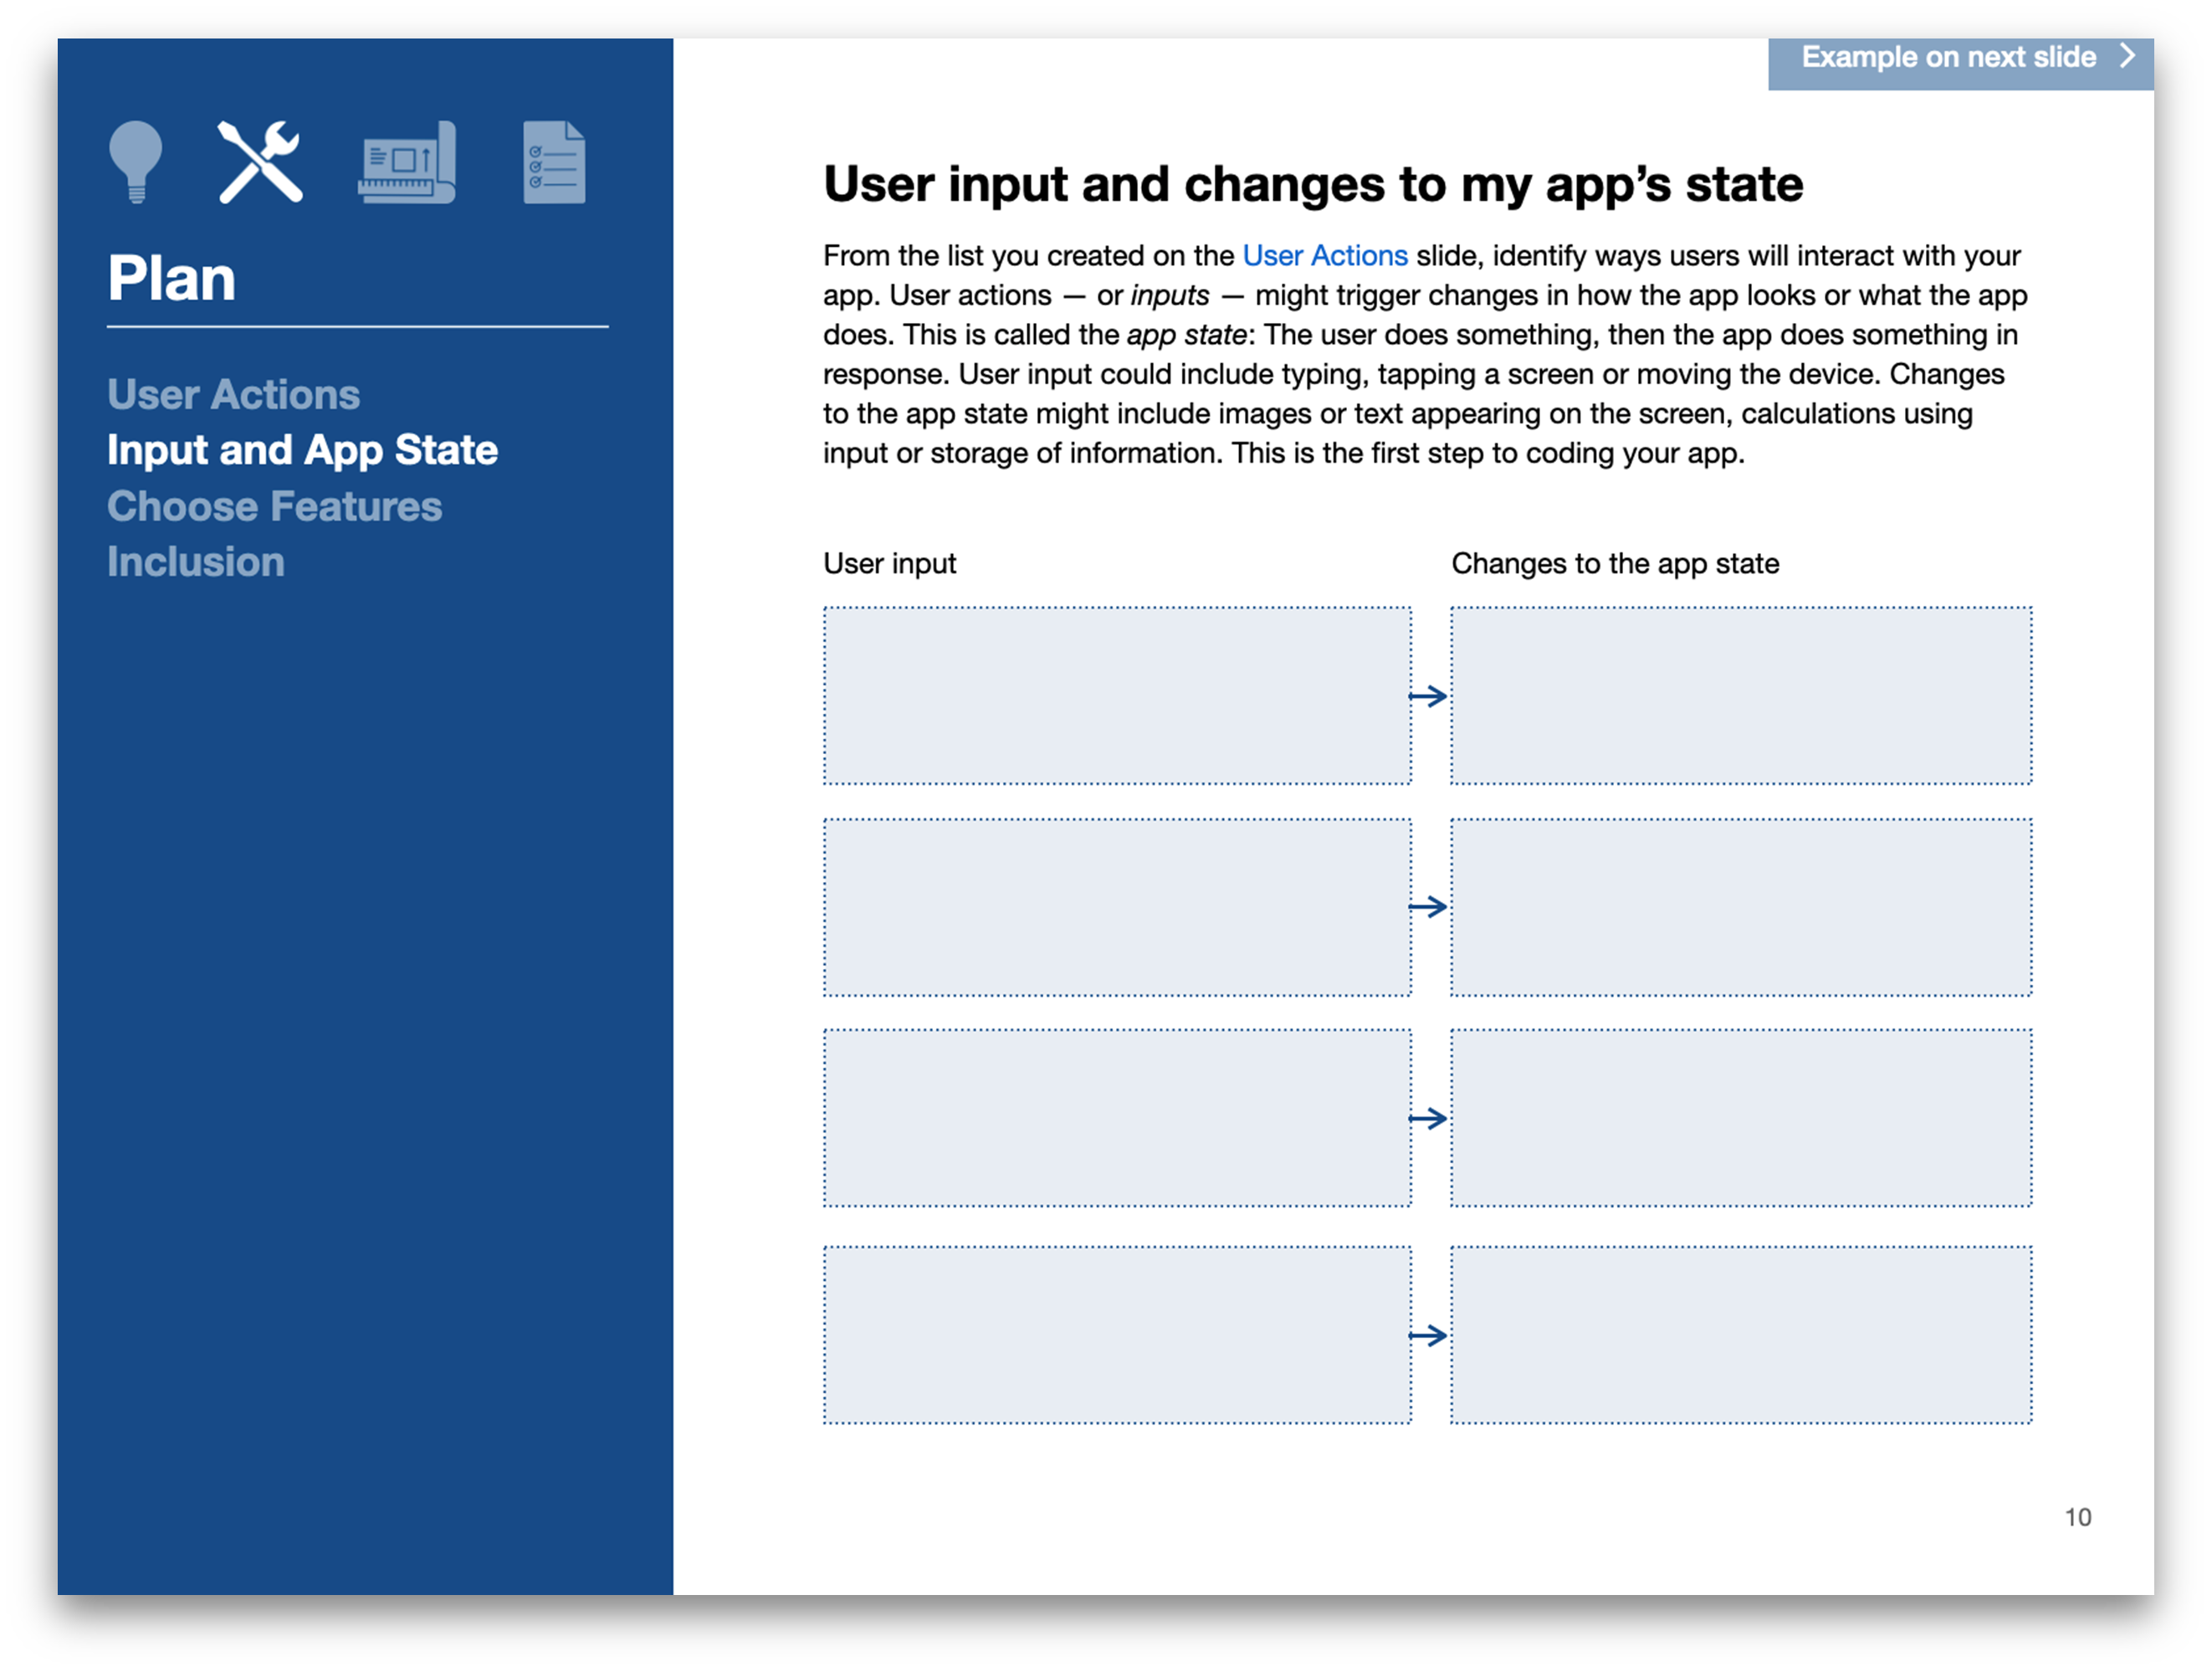 Example on next slide
Plan
User Actions
Input and App State
Choose Features
Inclusion
User input and changes to my app’s state
From the list you created on the User Actions slide, identify ways users will interact with your
app. User actions — or inputs — might trigger changes in how the app looks or what the app
does. This is called the app state: The user does something, then the app does something in
response. User input could include typing, tapping a screen or moving the device. Changes
to the app state might include images or text appearing on the screen, calculations using
input or storage of information. This is the first step to coding your app.
User input
Changes to the app state
10